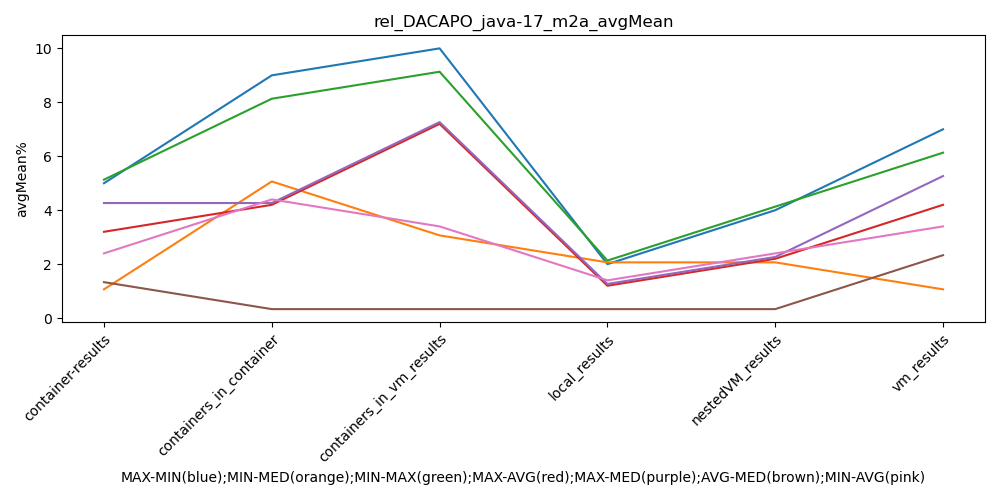 rel_DACAPO_java-17_m2a_avgMean
avgMean%
10
8
6
4
2
0
container-results
containers_in_container
containers_in_vm_results
local_results
nestedVM_results
vm_results
MAX-MIN(blue);MIN-MED(orange);MIN-MAX(green);MAX-AVG(red);MAX-MED(purple);AVG-MED(brown);MIN-AVG(pink)